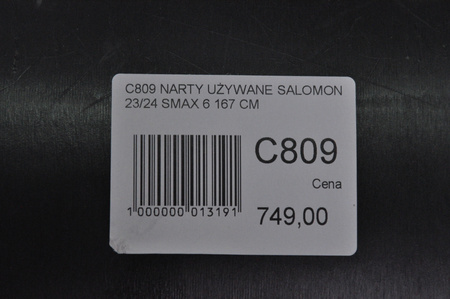 C809 NARTY UŻYWANE SALOMON
23/24 SMAX 6 167 CM
C809
Cena
1 000000 013191
749,00